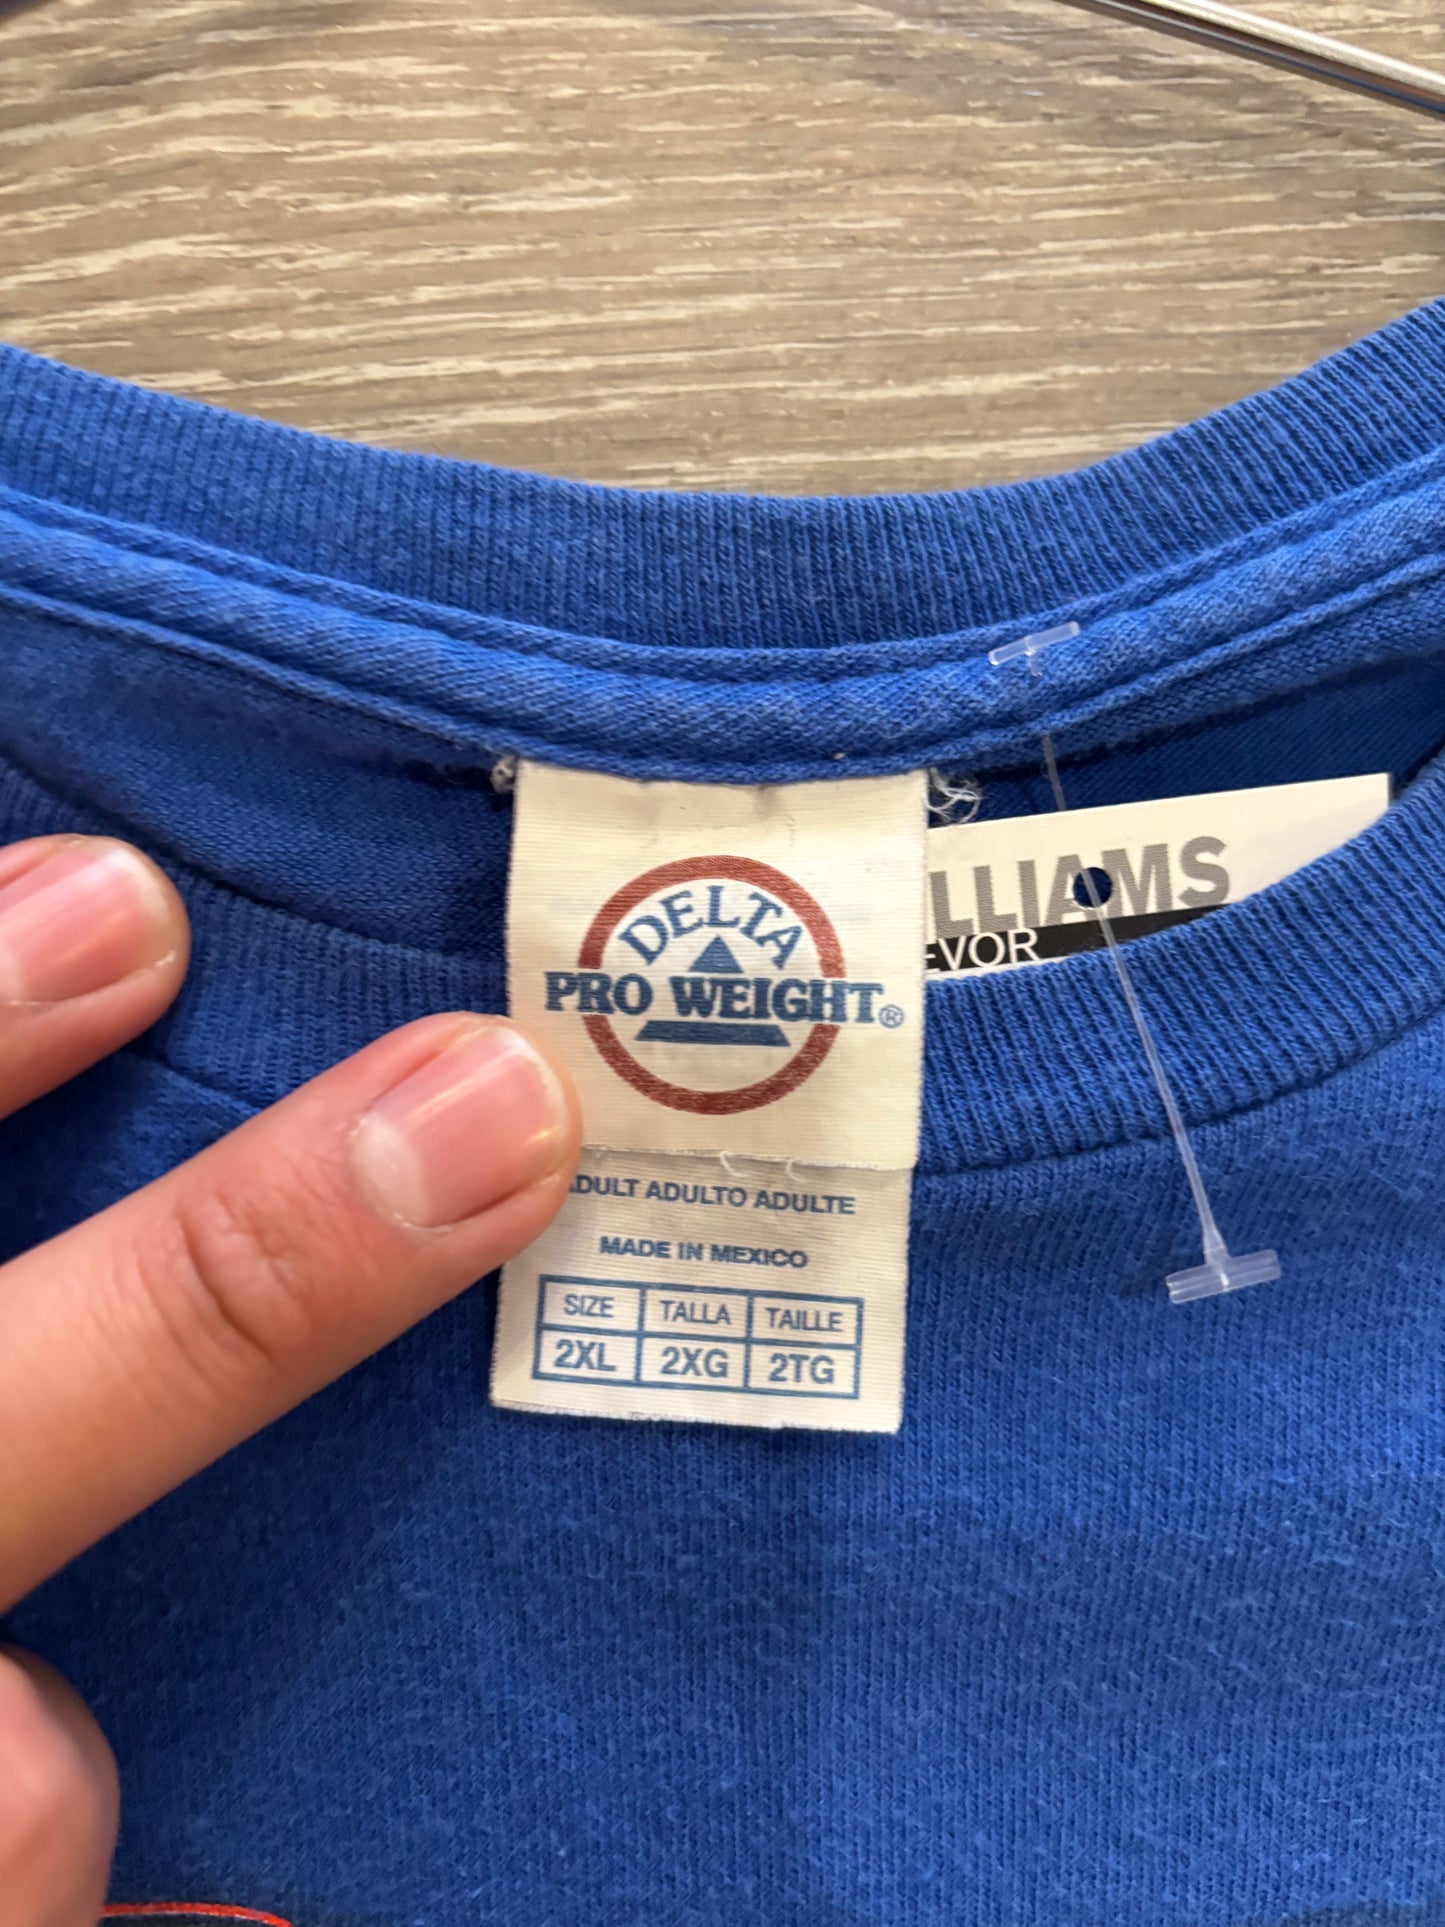 DELTA
PRO WEIGHT®
LLIAMS
EVOR
ADULT ADULTO ADULTE
MADE IN MEXICO
SIZE TALLA TAILLE
2XL 2XG 2TG